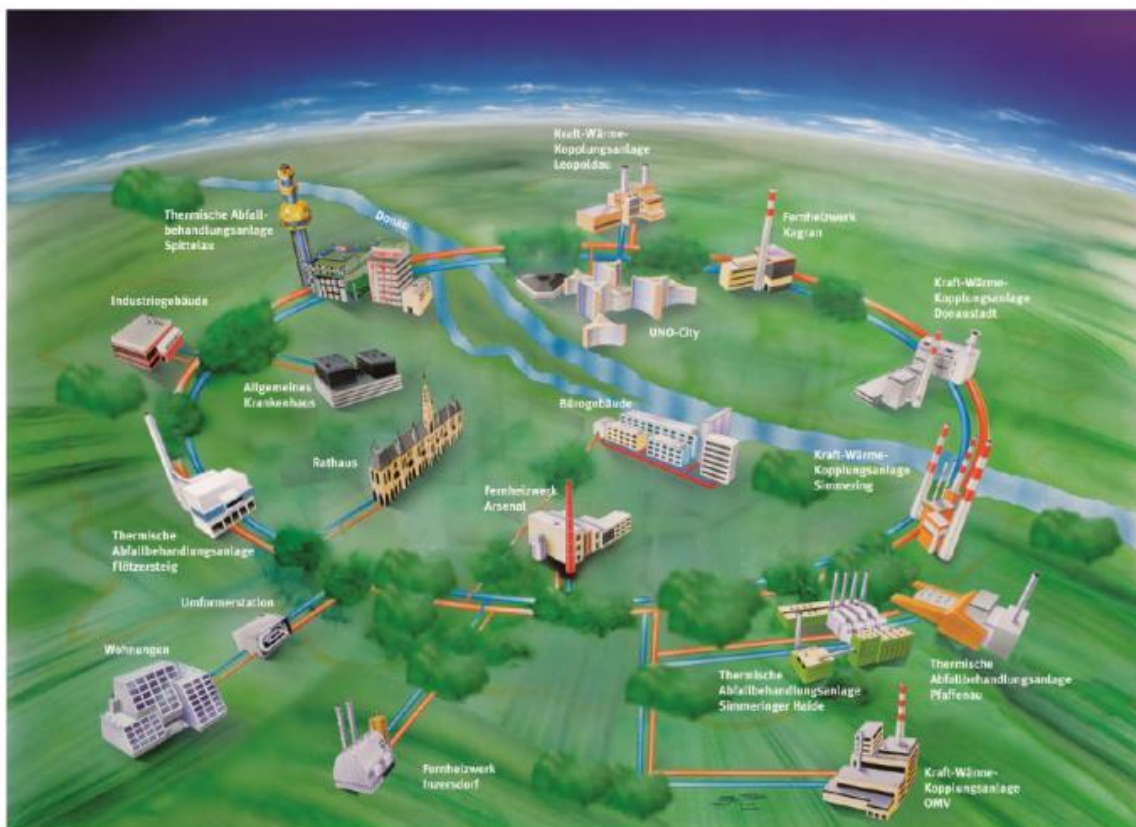 Kraft-Wärme-
Kopplungsanlage
Leopoldau
Thermische Abfall-
behandlungsanlage
Spittelau
Donau
Fernheizwerk
Kagran
Kraft-Wärme-
Kopplungsanlage
Donaustadt
Industriegebäude
UNO-City
Allgemeines
Krankenhaus
Bürogebäude
Rathaus
Kraft-Wärme-
Kopplungsanlage
Simmering
Fernheizwerk
Arsenal
Thermische
Abfallbehandlungsanlage
Flötzersteig
Umformerstation
Wohnungen
Thermische
Abfallbehandlungsanlage
Simmeringer Haide
Thermische
Abfallbehandlungsanlage
Pfaffenau
Fernheizwerk
Inzersdorf
Kraft-Wärme-
Kopplungsanlage
OMV